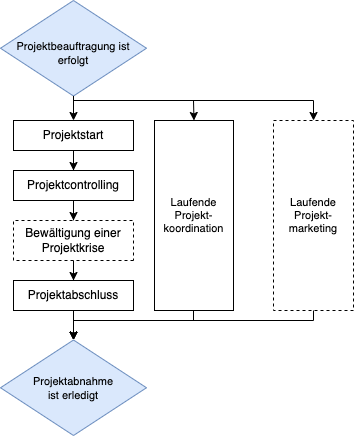 Projektbeauftragung ist
erfolgt
Projektstart
Projektcontrolling
Bewältigung einer
Projektkrise
Projektabschluss
Laufende
Projekt-
koordination
Laufende
Projekt-
marketing
Projektabnahme
ist erledigt